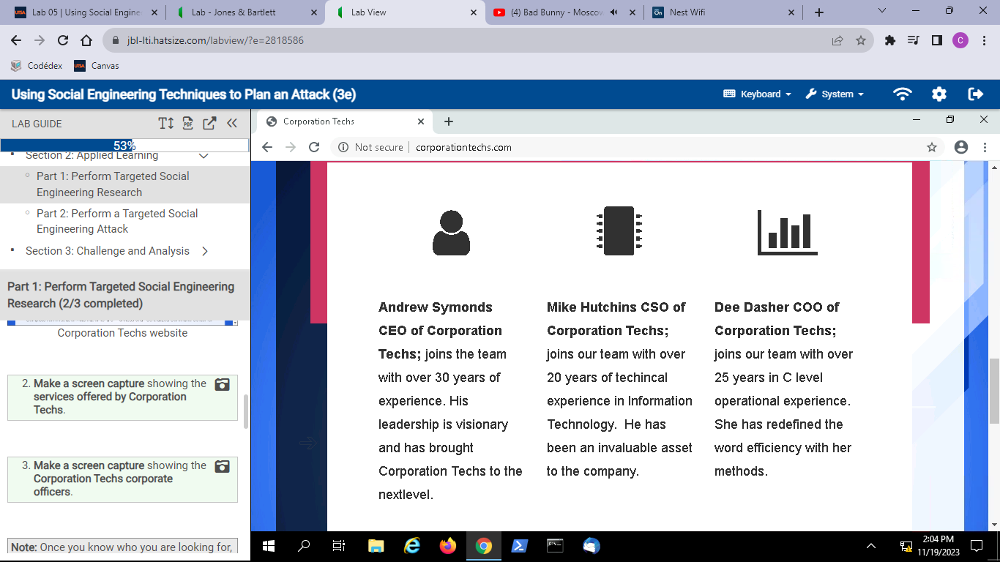 Lab 05 | Using Social Engine
Lab - Jones & Bartlett
Lab View
(4) Bad Bunny - Moscow
Nest Wifi
jbl-lti.hatsize.com/labview/?e=2818586
C
Codédex
UTSA
Canvas
Using Social Engineering Techniques to Plan an Attack (3e)
Keyboard
System
LAB GUIDE
PDF
53%
Section 2: Applied Learning
Part 1: Perform Targeted Social
Engineering Research
Part 2: Perform a Targeted Social
Engineering Attack
Section 3: Challenge and Analysis
Part 1: Perform Targeted Social Engineering
Research (2/3 completed)
Corporation Techs website
2. Make a screen capture showing the
services offered by Corporation
Techs.
3. Make a screen capture showing the
Corporation Techs corporate
officers.
Note: Once you know who you are looking for,
Corporation Techs
Not secure
corporationtechs.com
Andrew Symonds
CEO of Corporation
Techs; joins the team
with over 30 years of
experience. His
leadership is visionary
and has brought
Corporation Techs to the
nextlevel.
Mike Hutchins CSO of
Corporation Techs;
joins our team with over
20 years of techincal
experience in Information
Technology.  He has
been an invaluable asset
to the company.
Dee Dasher COO of
Corporation Techs;
joins our team with over
25 years in C level
operational experience.
She has redefined the
word efficiency with her
methods.
2:04 PM
11/19/2023